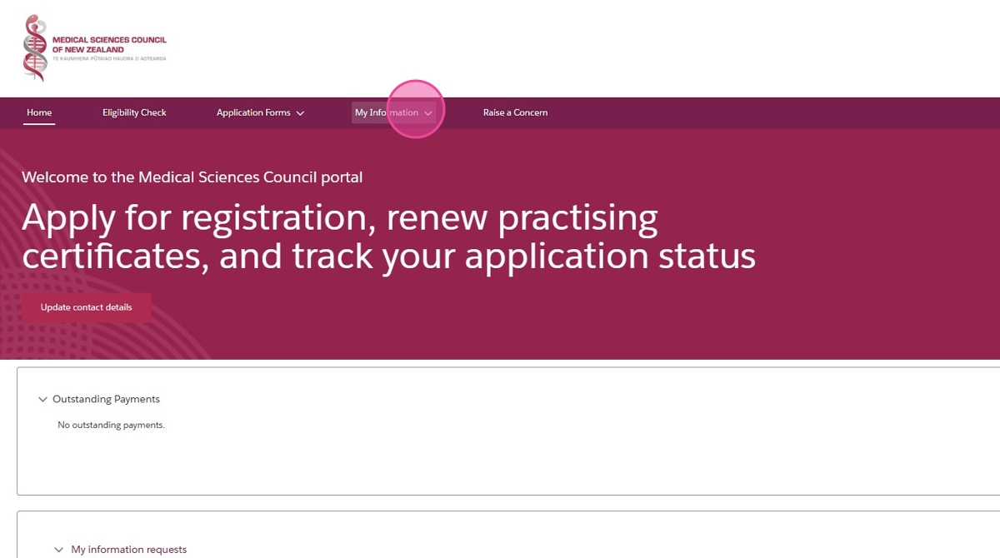 MEDICAL SCIENCES COUNCIL
OF NEW ZEALAND
TE KAUNIHERA PŪTAIAO HAUORA O AOTEAROA
Home Eligibility Check Application Forms My Information Raise a Concern
Welcome to the Medical Sciences Council portal
Apply for registration, renew practising
certificates, and track your application status
Update contact details
Outstanding Payments
No outstanding payments.
My information requests